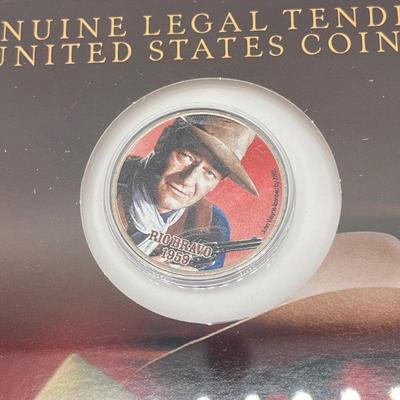 NUINE LEGAL TENDE
UNITED STATES COIN
RIO BRAVO
1959